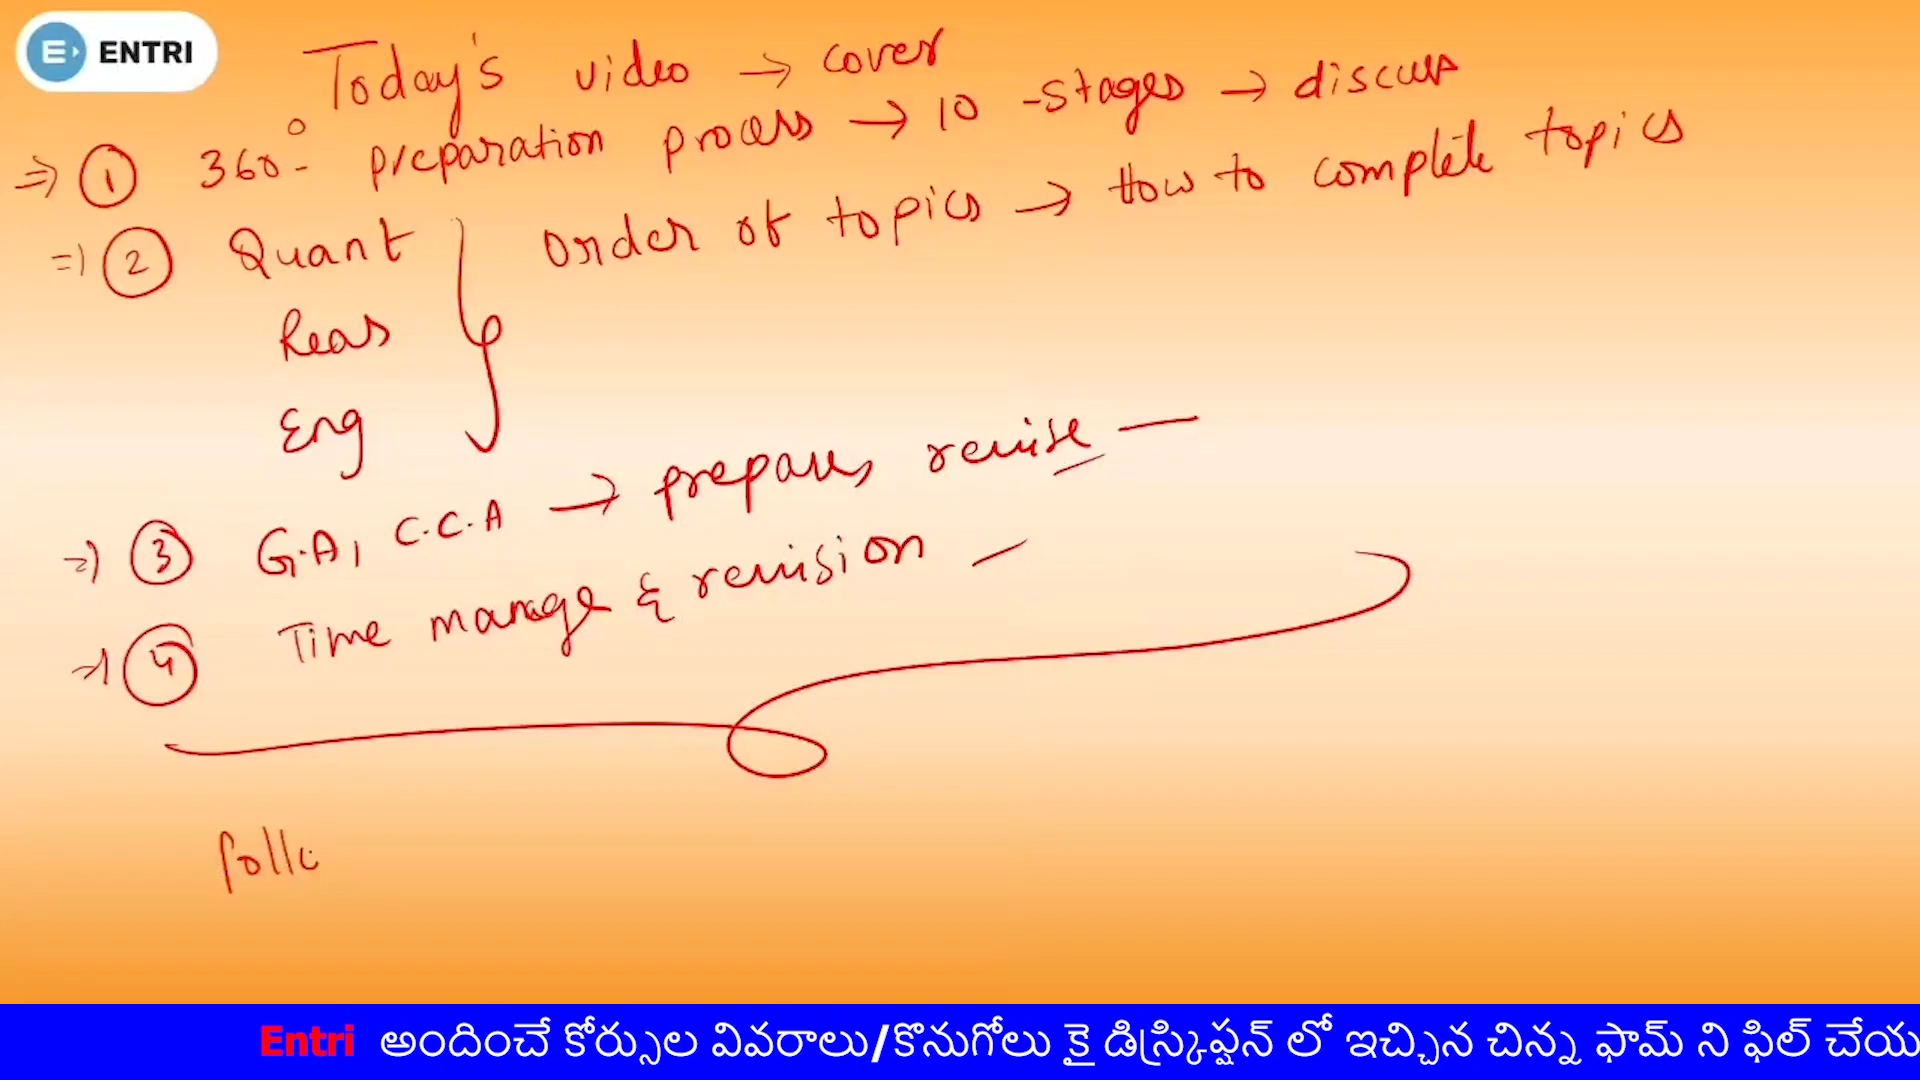 ENTRI
Today's video → cover
⇒ ① 360° preparation process → 10 -stages → discuss
⇒ ② Quant } Order of topics → How to complete topics
Reas
Eng
⇒ ③ G.A, C.C.A → prepare, revise —
⇒ ④ Time manage & revision —
follo
Entri అందించే కోర్సుల వివరాలు/కొనుగోలు కై డిస్క్రిప్షన్ లో ఇచ్చిన చిన్న ఫామ్ ని ఫిల్ చేయ